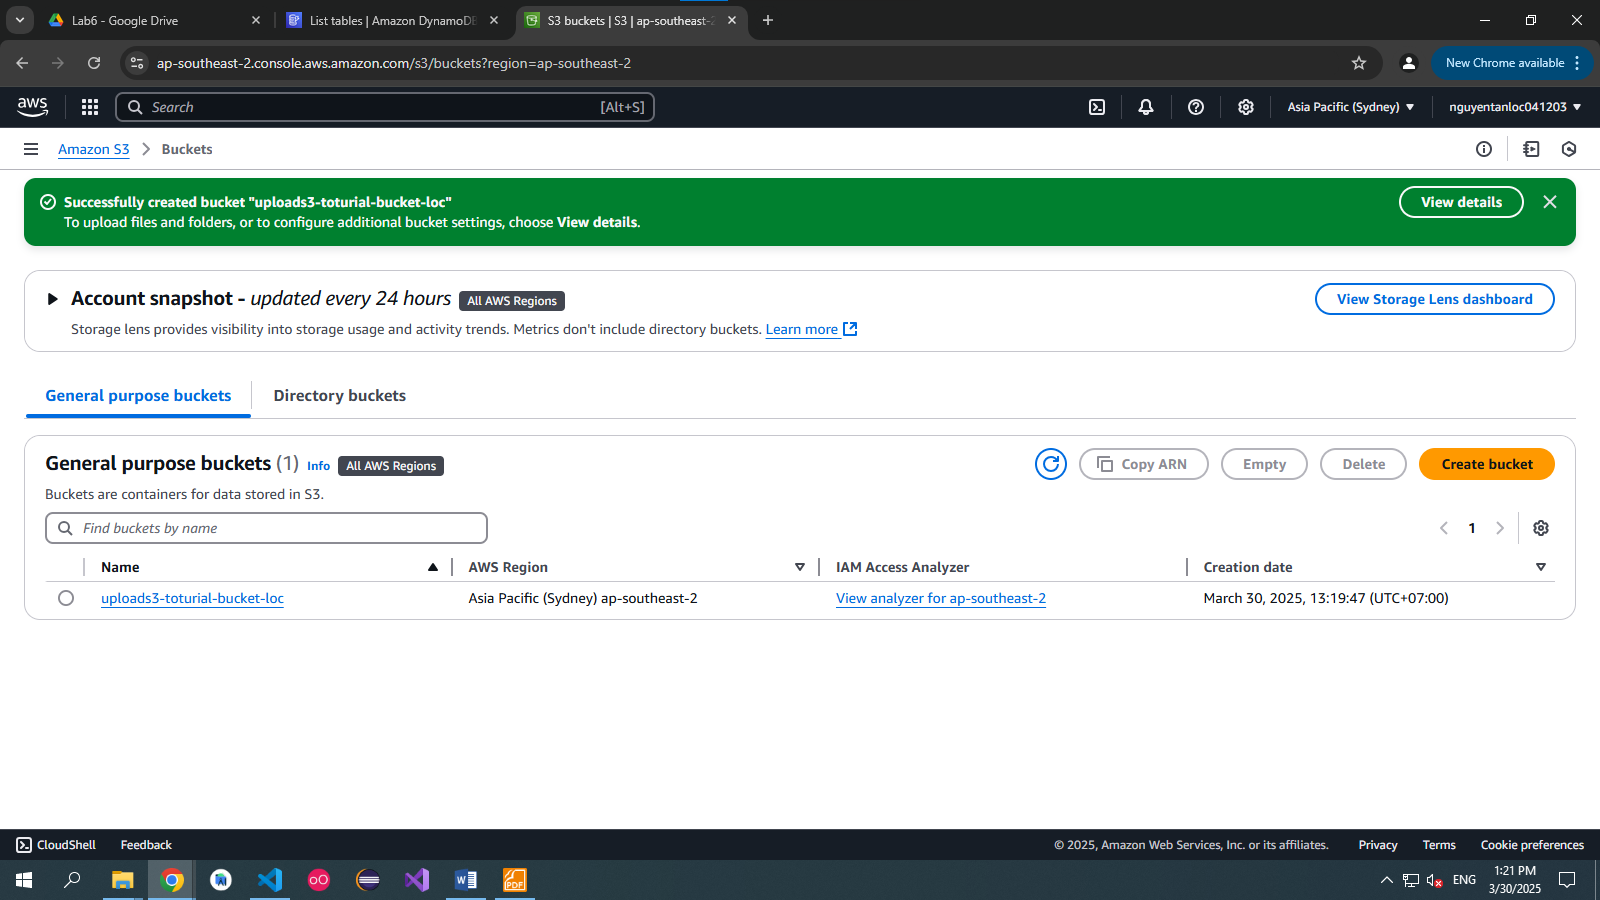 Lab6 - Google Drive
List tables | Amazon DynamoDB
S3 buckets | S3 | ap-southeast-2
ap-southeast-2.console.aws.amazon.com/s3/buckets?region=ap-southeast-2
New Chrome available
aws
Search
[Alt+S]
Asia Pacific (Sydney)
nguyentanloc041203
Amazon S3
Buckets
Successfully created bucket "uploads3-toturial-bucket-loc"
To upload files and folders, or to configure additional bucket settings, choose View details.
View details
Account snapshot - updated every 24 hours
All AWS Regions
View Storage Lens dashboard
Storage lens provides visibility into storage usage and activity trends. Metrics don't include directory buckets. Learn more
General purpose buckets
Directory buckets
General purpose buckets (1)
Info
All AWS Regions
Copy ARN
Empty
Delete
Create bucket
Buckets are containers for data stored in S3.
Find buckets by name
1
Name
AWS Region
IAM Access Analyzer
Creation date
uploads3-toturial-bucket-loc
Asia Pacific (Sydney) ap-southeast-2
View analyzer for ap-southeast-2
March 30, 2025, 13:19:47 (UTC+07:00)
CloudShell
Feedback
© 2025, Amazon Web Services, Inc. or its affiliates.
Privacy
Terms
Cookie preferences
PDF
ENG
1:21 PM
3/30/2025